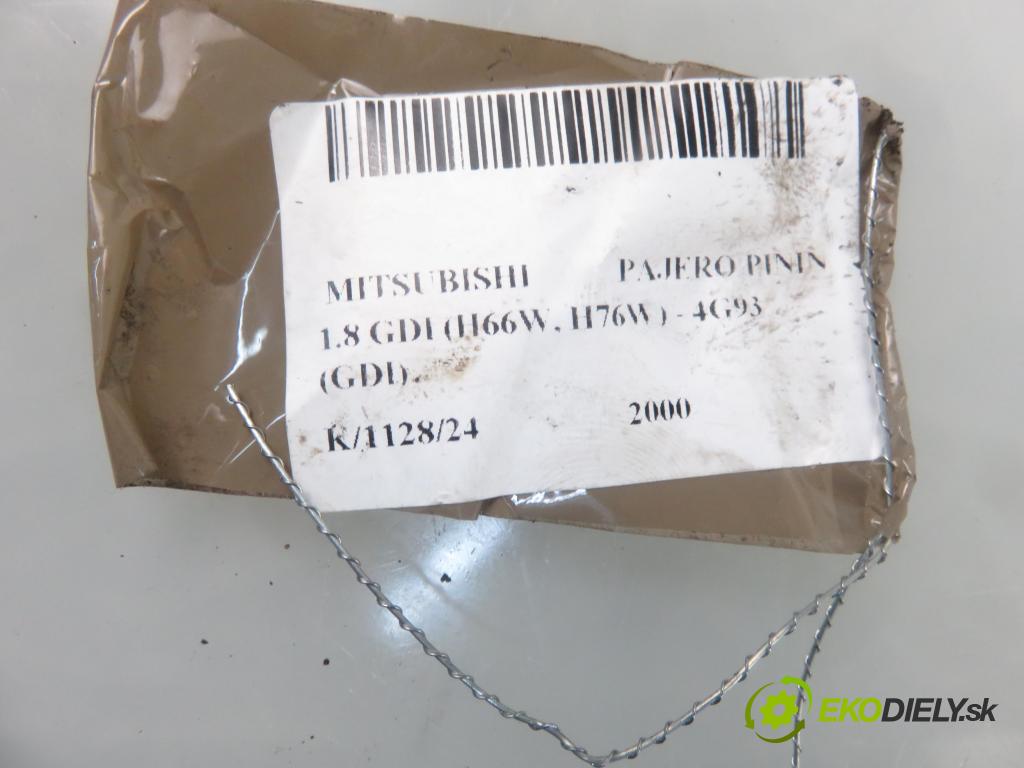 MITSUBISHI PAJERO PININ
1.8 GDI (H66W, H76W) - 4G93
(GDI)
K/1128/24 2000
EKODIELY.sk